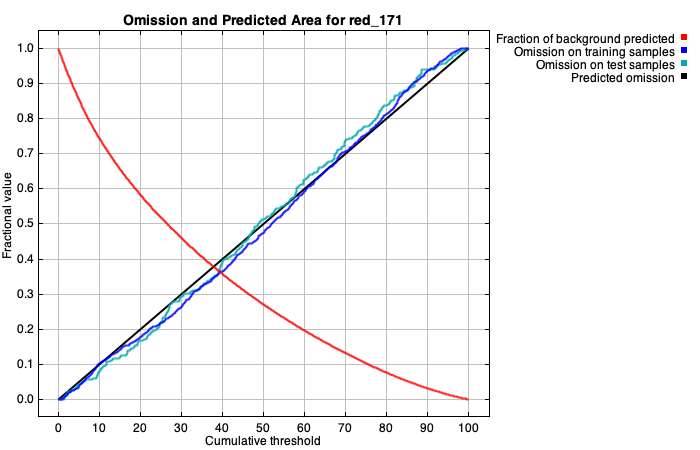 Omission and Predicted Area for red_171
Fraction of background predicted
Omission on training samples
Omission on test samples
Predicted omission
Fractional value
1.0
0.9
0.8
0.7
0.6
0.5
0.4
0.3
0.2
0.1
0.0
0 10 20 30 40 50 60 70 80 90 100
Cumulative threshold